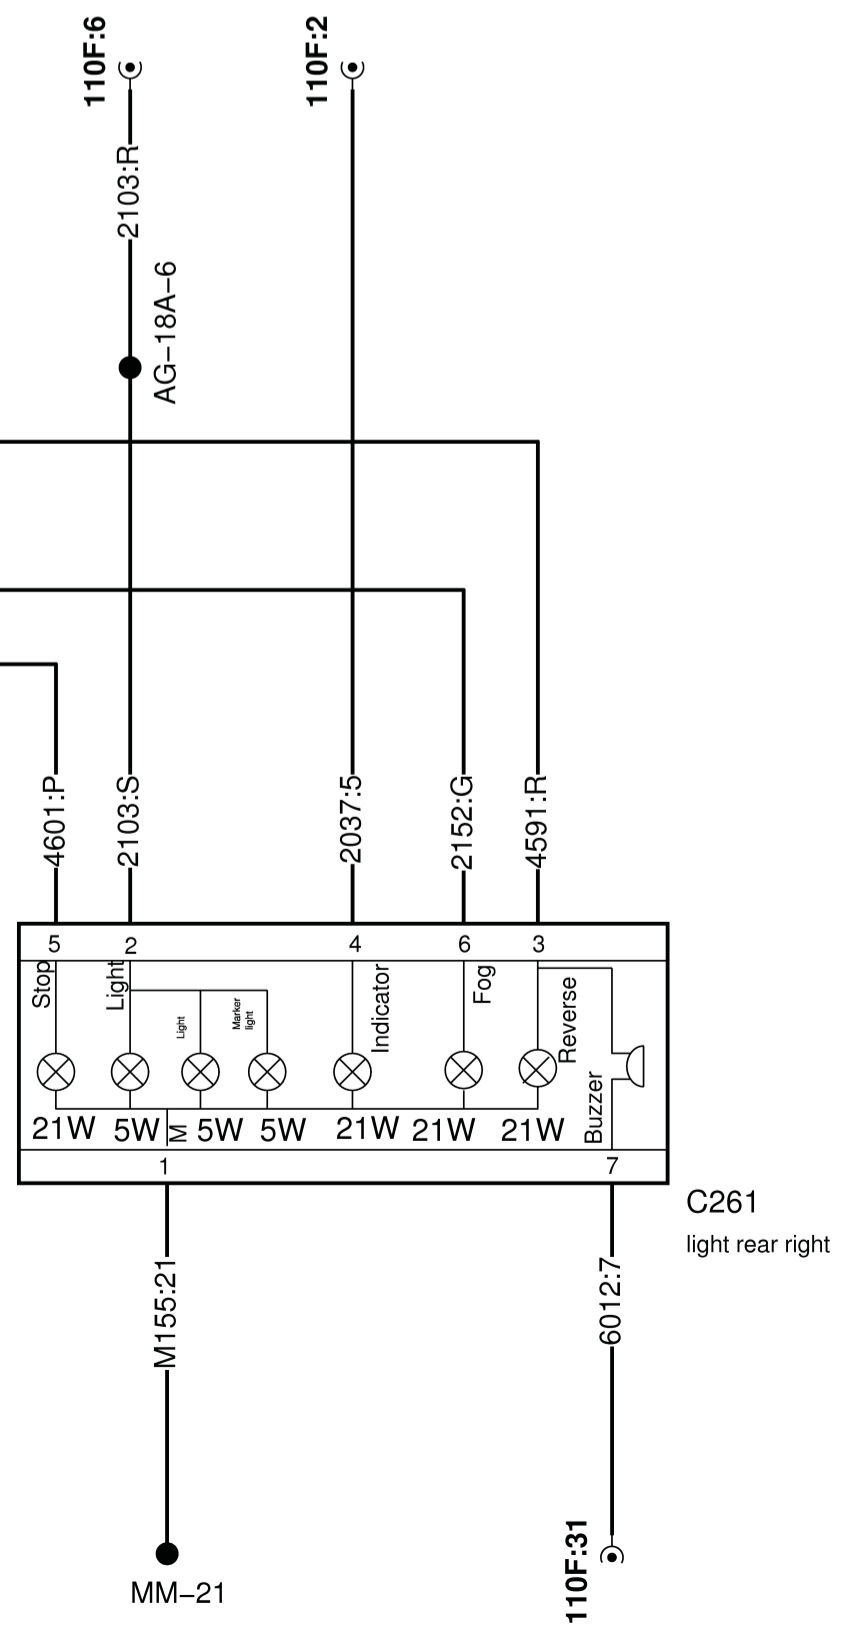 110F:6
110F:2
2103:R
AG−18A−6
4601:P
2103:S
2037:5
2152:G
4591:R
5
2
4
6
3
Stop
Light
Light
Marker
light
Indicator
Fog
Reverse
Buzzer
21W
5W
M
5W
5W
21W
21W
21W
1
7
C261
light rear right
M155:21
6012:7
MM−21
110F:31